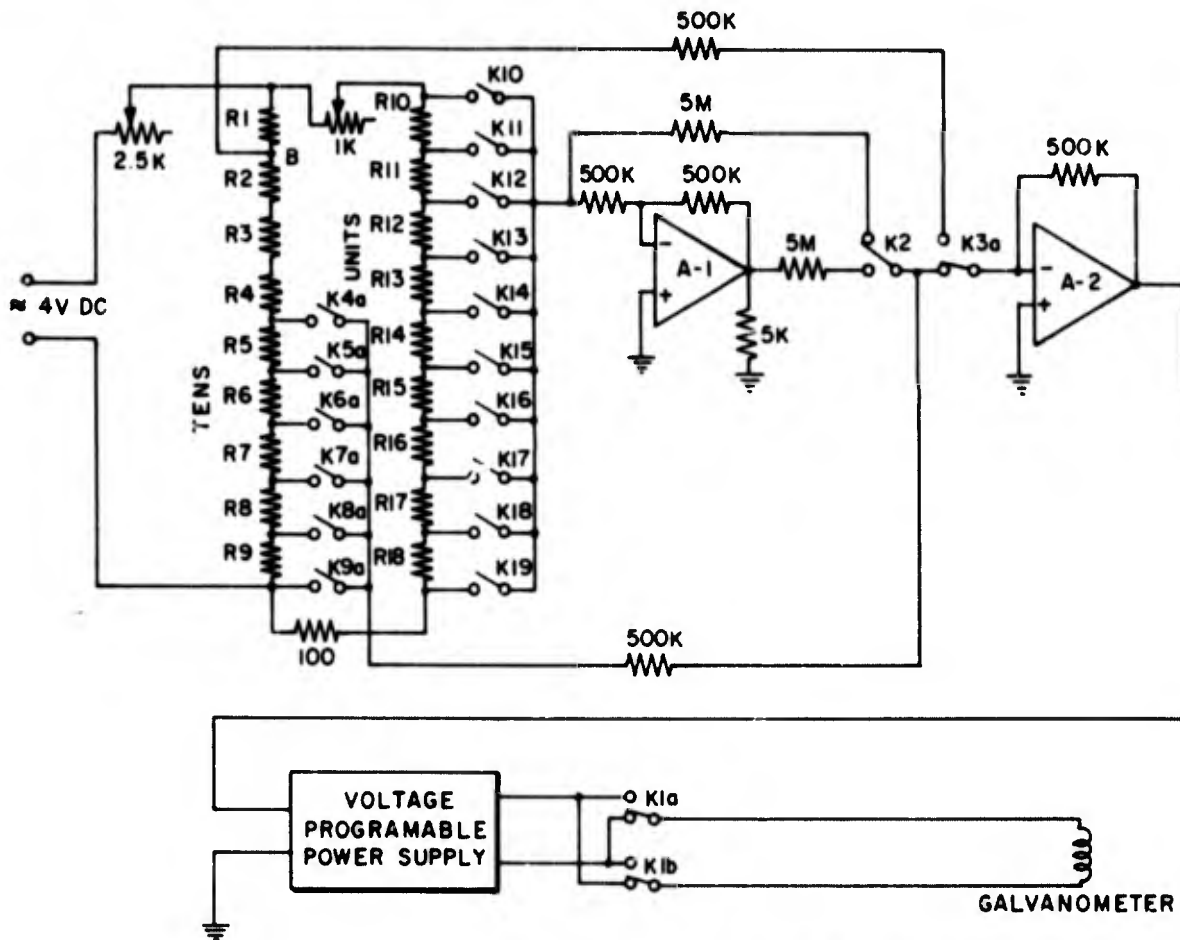 500K
K10
5M
R1
R10
K11
2.5K
B
1K
R11
K12
500K
500K
500K
R2
R3
UNITS
R12
K13
A-1
-
+
5M
K2
K3a
A-2
-
+
≈ 4V DC
R4
K4a
R13
K14
5K
R5
K5a
R14
K15
TENS
R6
K6a
R15
K16
R7
K7a
R16
K17
R8
K8a
R17
K18
R9
K9a
R18
K19
100
500K
VOLTAGE
PROGRAMABLE
POWER SUPPLY
K1a
K1b
GALVANOMETER